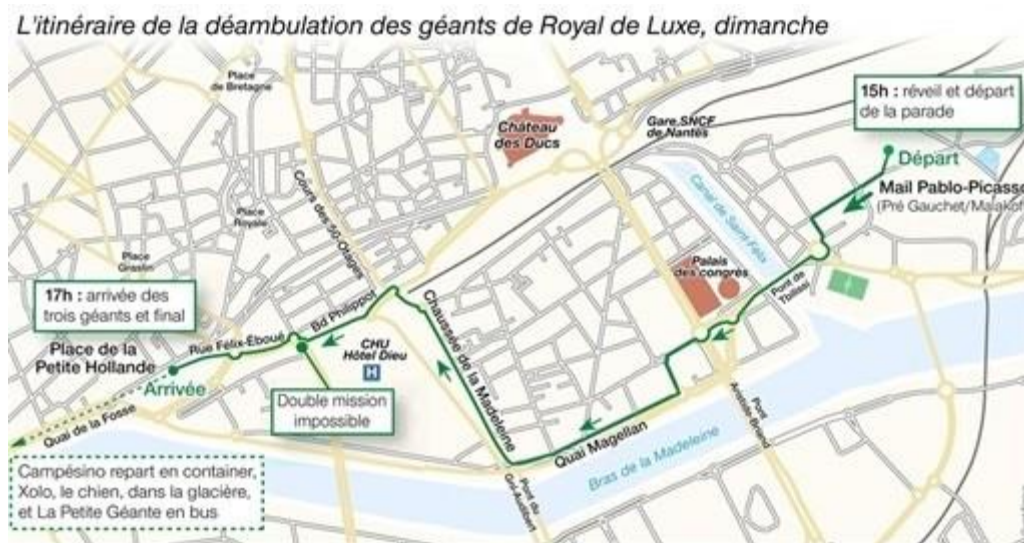 L'itinéraire de la déambulation des géants de Royal de Luxe, dimanche
Place
de Bretagne
Château
des Ducs
Gare SNCF
de Nantes
15h : réveil et départ
de la parade
Départ
Mail Pablo-Picasso
(Pré Gauchet/Malakof
Cours des 50-Otages
Canal de Saint-Félix
Place
Royale
Place
Graslin
Palais
des congrès
Pont de
Tbilissi
17h : arrivée des
trois géants et final
Place de la
Petite Hollande
Arrivée
Rue Félix-Éboué
Bd Philippot
CHU
Hôtel Dieu
H
Chaussée de la Madeleine
Double mission
impossible
Quai de la Fosse
Quai Magellan
Bras de la Madeleine
Pont
Aristide-Briand
Pont du
Gal-Audibert
Campésino repart en container,
Xolo, le chien, dans la glacière,
et La Petite Géante en bus